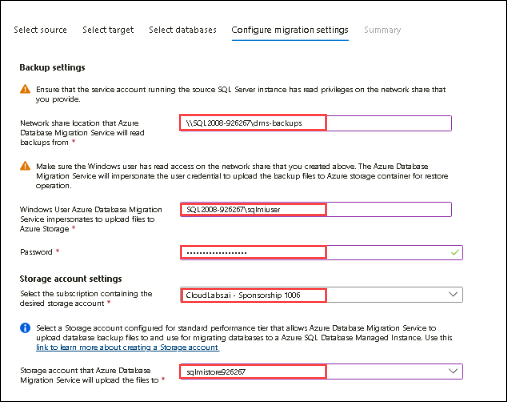 Select source Select target Select databases Configure migration settings Summary
Backup settings
Ensure that the service account running the source SQL Server instance has read privileges on the network share that
you provide.
Network share location that Azure
Database Migration Service will read
backups from *
\\SQL2008-926267\dms-backups
Make sure the Windows user has read access on the network share that you created above. The Azure Database
Migration Service will impersonate the user credential to upload the backup files to Azure storage container for restore
operation.
Windows User Azure Database Migration
Service impersonates to upload files to
Azure Storage *
SQL2008-926267\sqlmiuser
Password *
••••••••••••••••••
Storage account settings
Select the subscription containing the
desired storage account *
CloudLabs.ai - Sponsorship 1006
Select a Storage account configured for standard performance tier that allows Azure Database Migration Service to
upload database backup files to and use for migrating databases to a Azure SQL Database Managed Instance. Use this
link to learn more about creating a Storage account.
Storage account that Azure Database
Migration Service will upload the files to *
sqlmistore926267